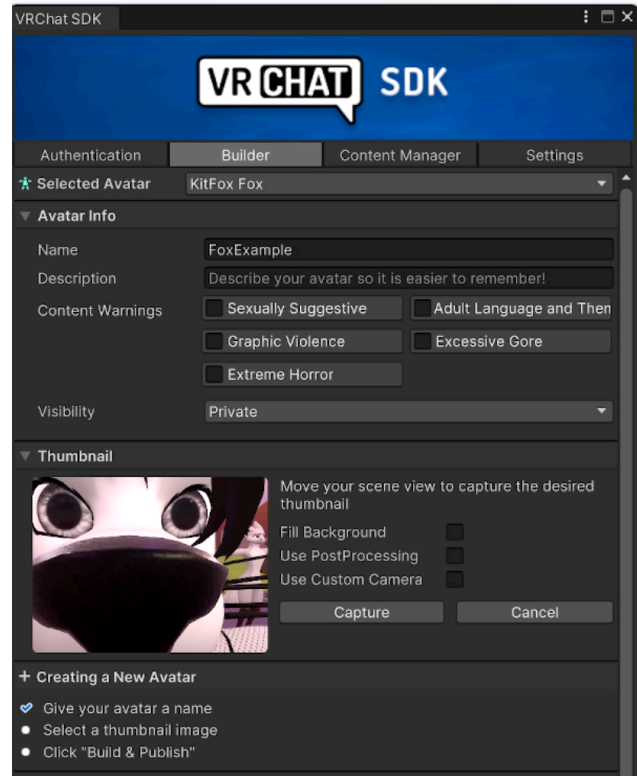 VRChat SDK
VRCHAT SDK
Authentication Builder Content Manager Settings
Selected Avatar KitFox Fox
Avatar Info
Name FoxExample
Description Describe your avatar so it is easier to remember!
Content Warnings Sexually Suggestive Adult Language and Then
Graphic Violence Excessive Gore
Extreme Horror
Visibility Private
Thumbnail
Move your scene view to capture the desired
thumbnail
Fill Background
Use PostProcessing
Use Custom Camera
Capture Cancel
+ Creating a New Avatar
Give your avatar a name
Select a thumbnail image
Click "Build & Publish"